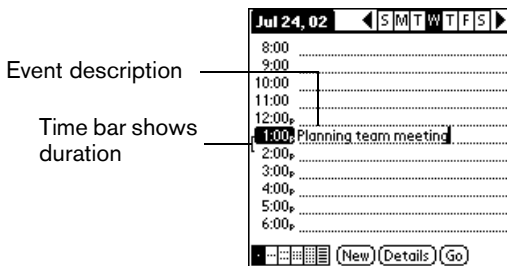 Jul 24, 02 S M T W T F S
8:00
Event description
9:00
10:00
11:00
12:00p
Time bar shows
duration
1:00p Planning team meeting
2:00p
3:00p
4:00p
5:00p
6:00p
New Details Go